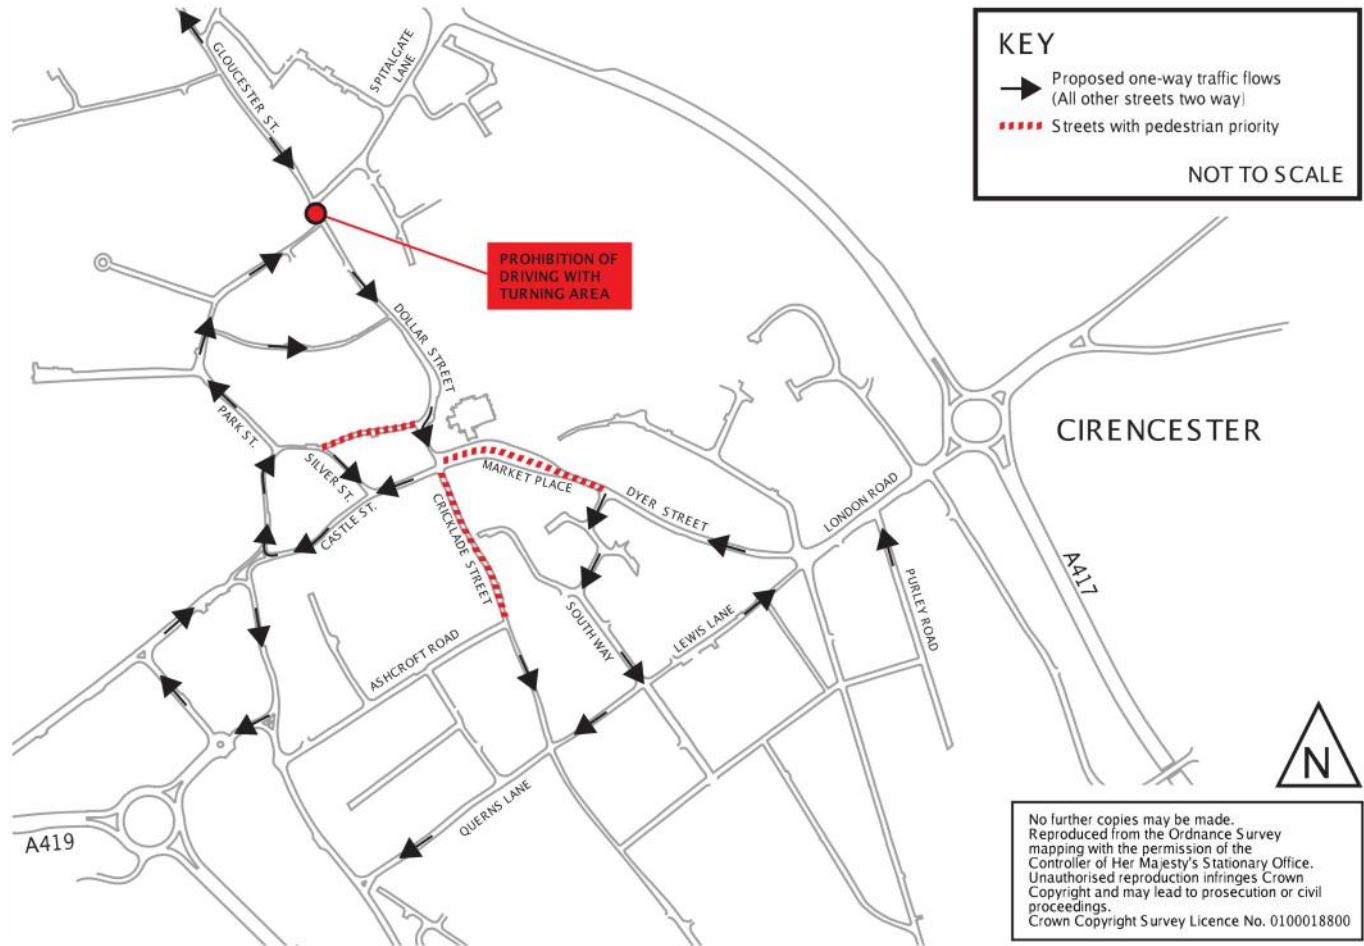 KEY
Proposed one-way traffic flows
(All other streets two way)
Streets with pedestrian priority
NOT TO SCALE
GLOUCESTER ST.
SPITALGATE
LANE
PROHIBITION OF
DRIVING WITH
TURNING AREA
DOLLAR STREET
PARK ST.
SILVER ST.
CASTLE ST.
MARKET PLACE
CRICKLADE STREET
DYER STREET
LONDON ROAD
CIRENCESTER
A417
PURLEY ROAD
SOUTH WAY
LEWIS LANE
ASHCROFT ROAD
QUERNS LANE
A419
N
No further copies may be made.
Reproduced from the Ordnance Survey
mapping with the permission of the
Controller of Her Majesty's Stationary Office.
Unauthorised reproduction infringes Crown
Copyright and may lead to prosecution or civil
proceedings.
Crown Copyright Survey Licence No. 0100018800